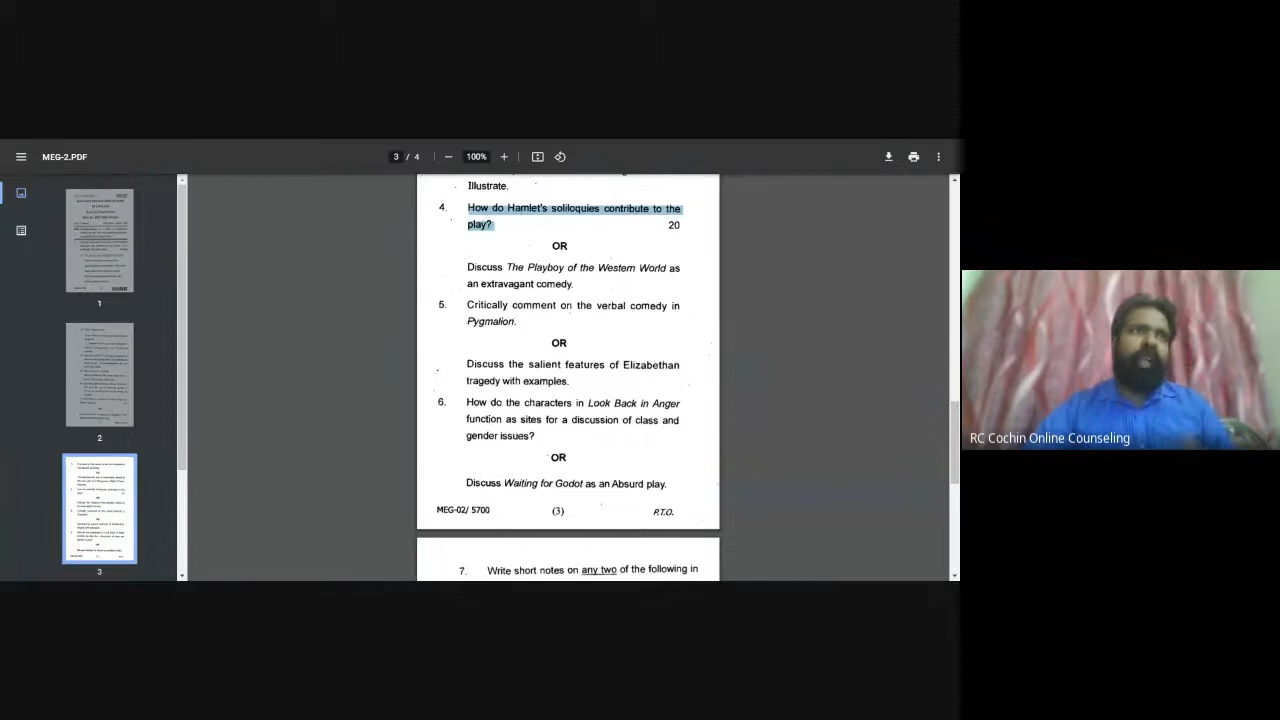 MEG-2.PDF
3 / 4
100%
Illustrate.
4. How do Hamlet's soliloquies contribute to the
play? 20
OR
Discuss The Playboy of the Western World as
an extravagant comedy.
5. Critically comment on the verbal comedy in
Pygmalion.
OR
Discuss the salient features of Elizabethan
tragedy with examples.
6. How do the characters in Look Back in Anger
function as sites for a discussion of class and
gender issues?
OR
Discuss Waiting for Godot as an Absurd play.
MEG-02/ 5700 (3) P.T.O.
7. Write short notes on any two of the following in
1
2
3
RC Cochin Online Counseling